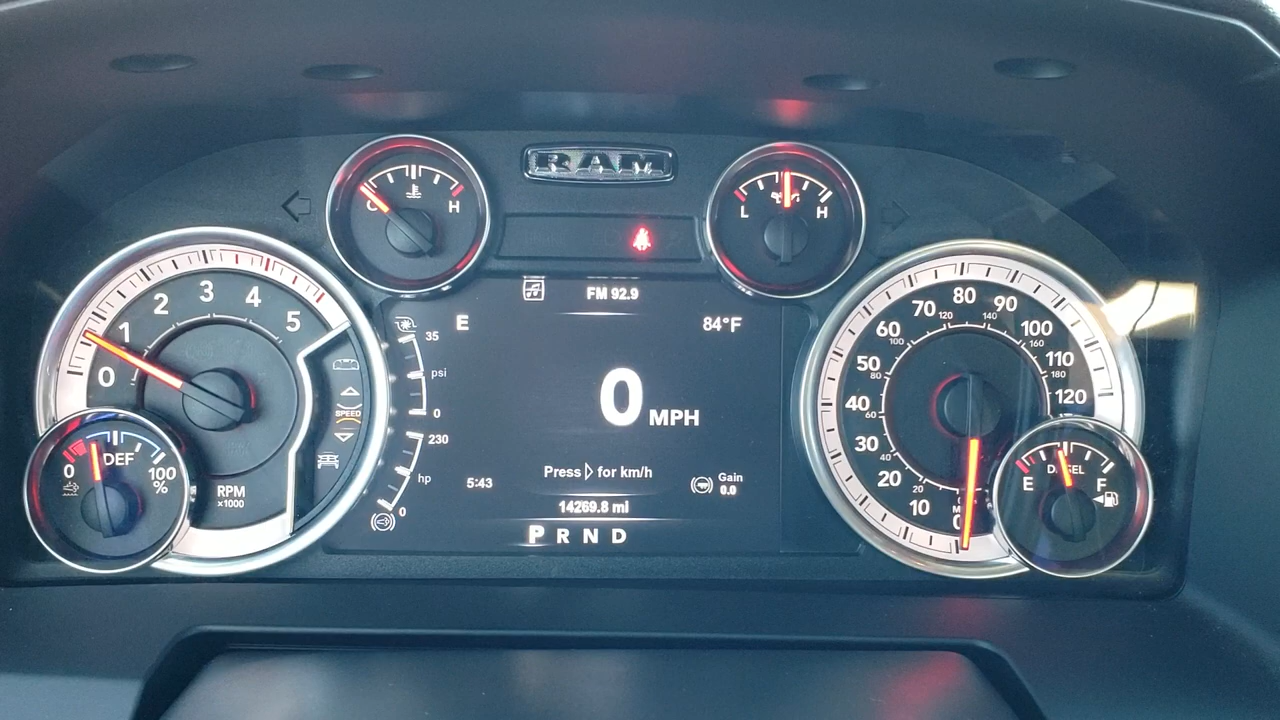 RAM
C H
L H
FM 92.9
E 84°F
0 MPH
Press ▷ for km/h
5:43
Gain
0.0
14269.8 mi
P R N D
35
psi
0
230
hp
0
0 1 2 3 4 5
RPM
x1000
SPEED
DEF
0 100
%
10 20 30 40 50 60 70 80 90 100 110 120
20 40 60 80 100 120 140 160 180
0
DIESEL
E F